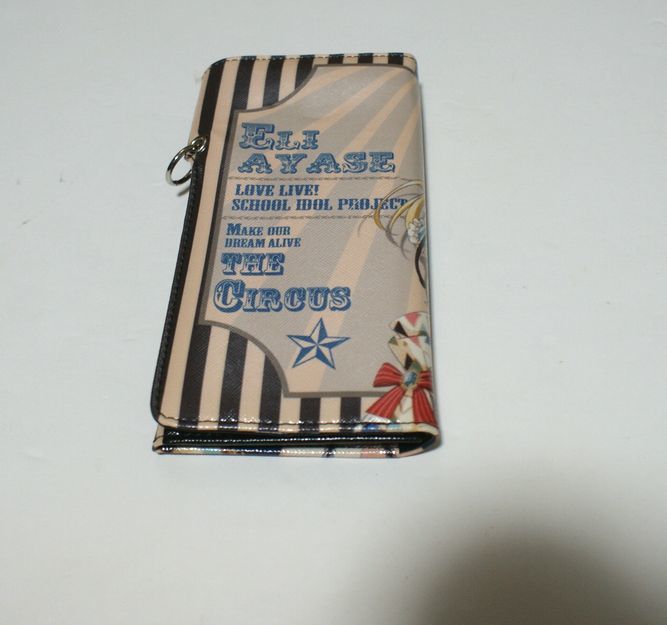 ELI
AYASE
LOVE LIVE!
SCHOOL IDOL PROJECT
MAKE OUR
DREAM ALIVE
THE
CIRCUS